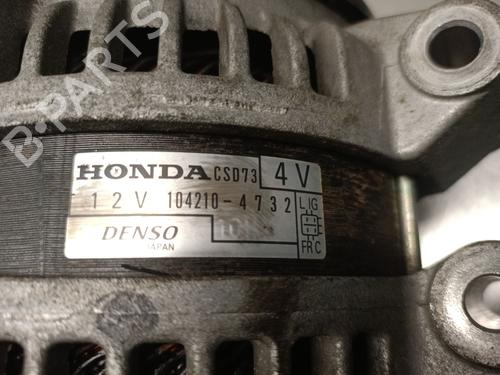 B-PARTS
HONDA CSD73 4V
12V 104210-4732 L IG
DENSO
JAPAN
FR C